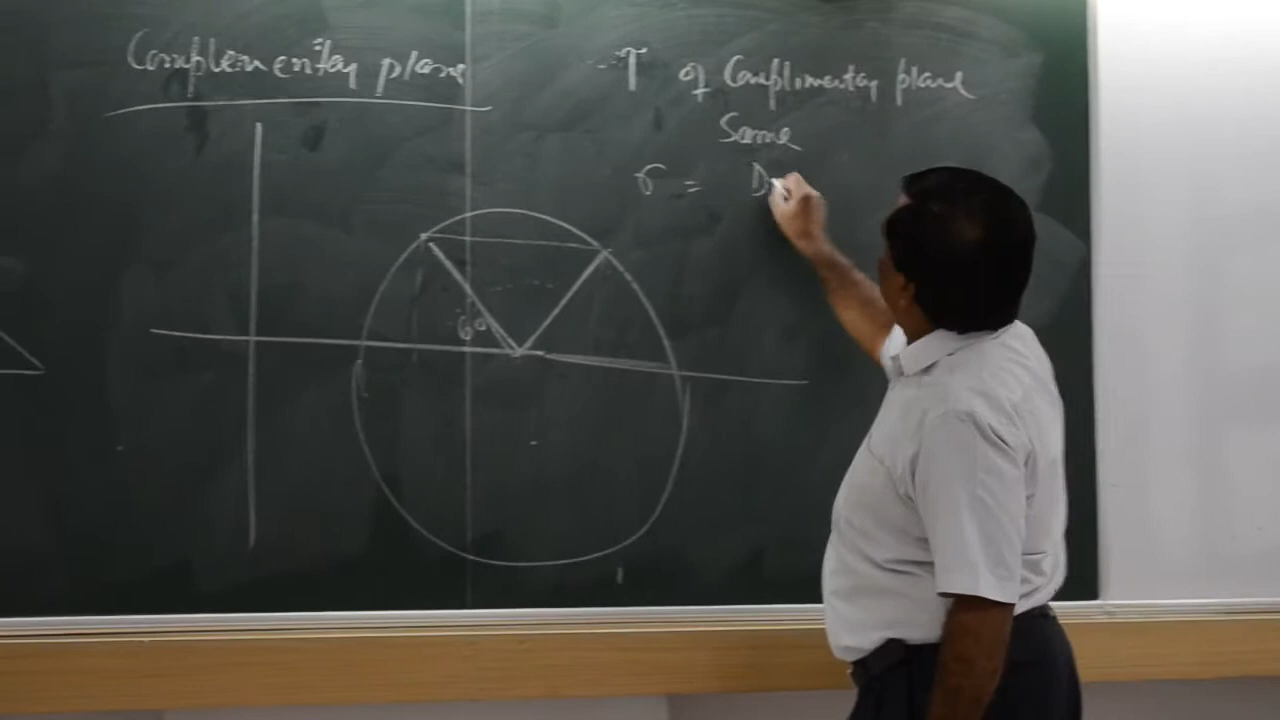 Complementary plane
τ of Complimentary plane
Same
σ = D
60